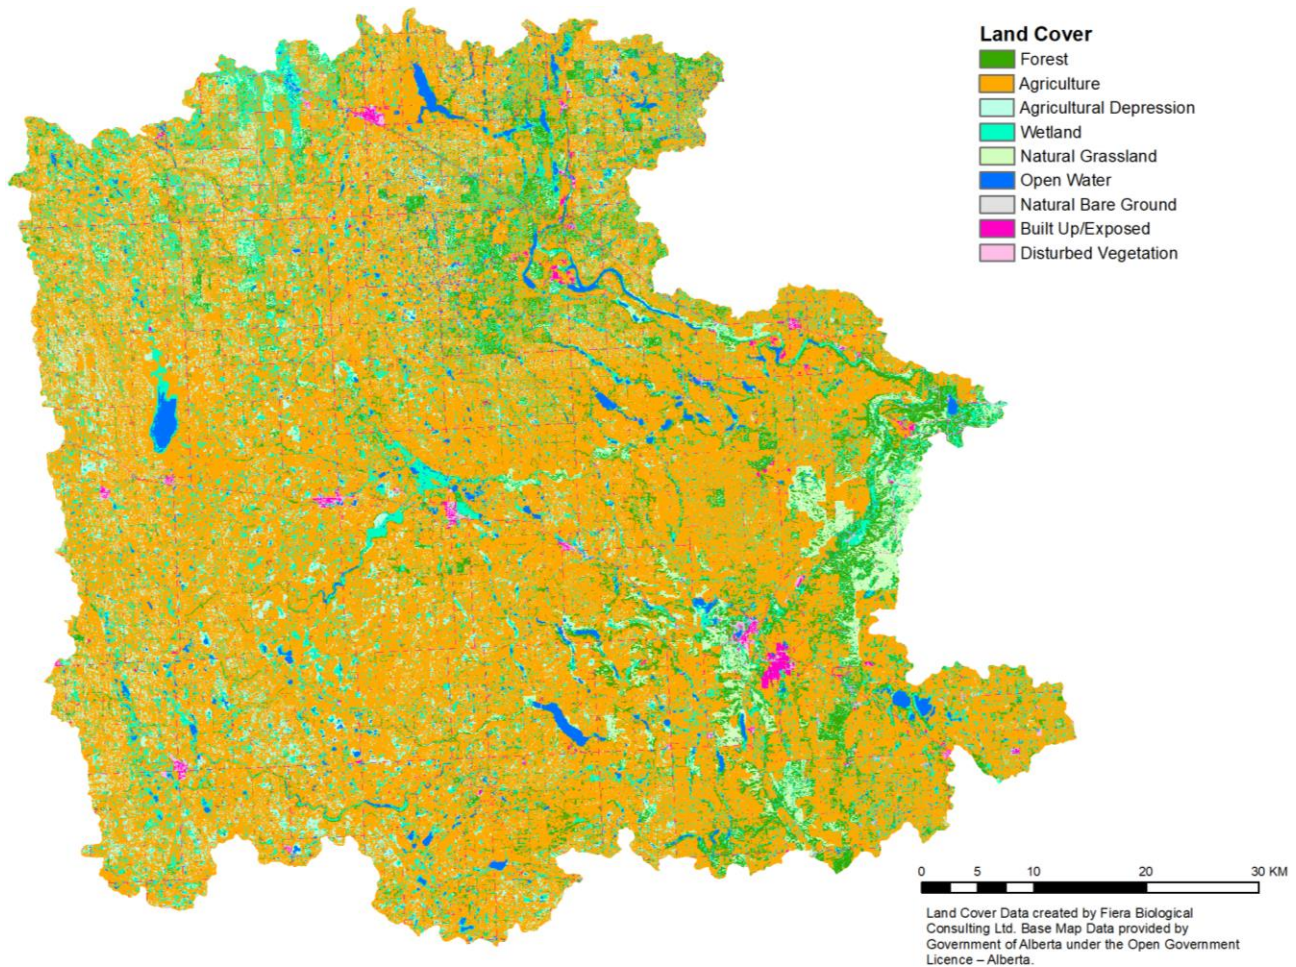 Land Cover
Forest
Agriculture
Agricultural Depression
Wetland
Natural Grassland
Open Water
Natural Bare Ground
Built Up/Exposed
Disturbed Vegetation
0 5 10 20 30 KM
Land Cover Data created by Fiera Biological
Consulting Ltd. Base Map Data provided by
Government of Alberta under the Open Government
Licence – Alberta.